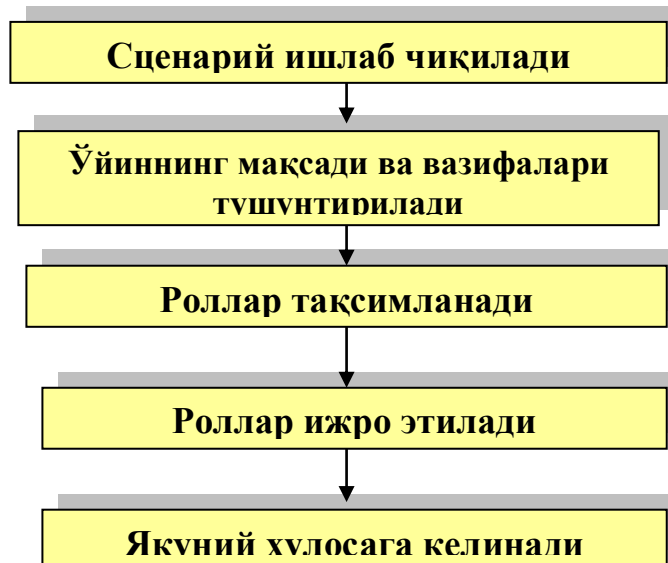 Сценарий ишлаб чиқилади
Ўйиннинг мақсади ва вазифалари
тушунтирилади
Роллар тақсимланади
Роллар ижро этилади
Якуний хулосага келинади